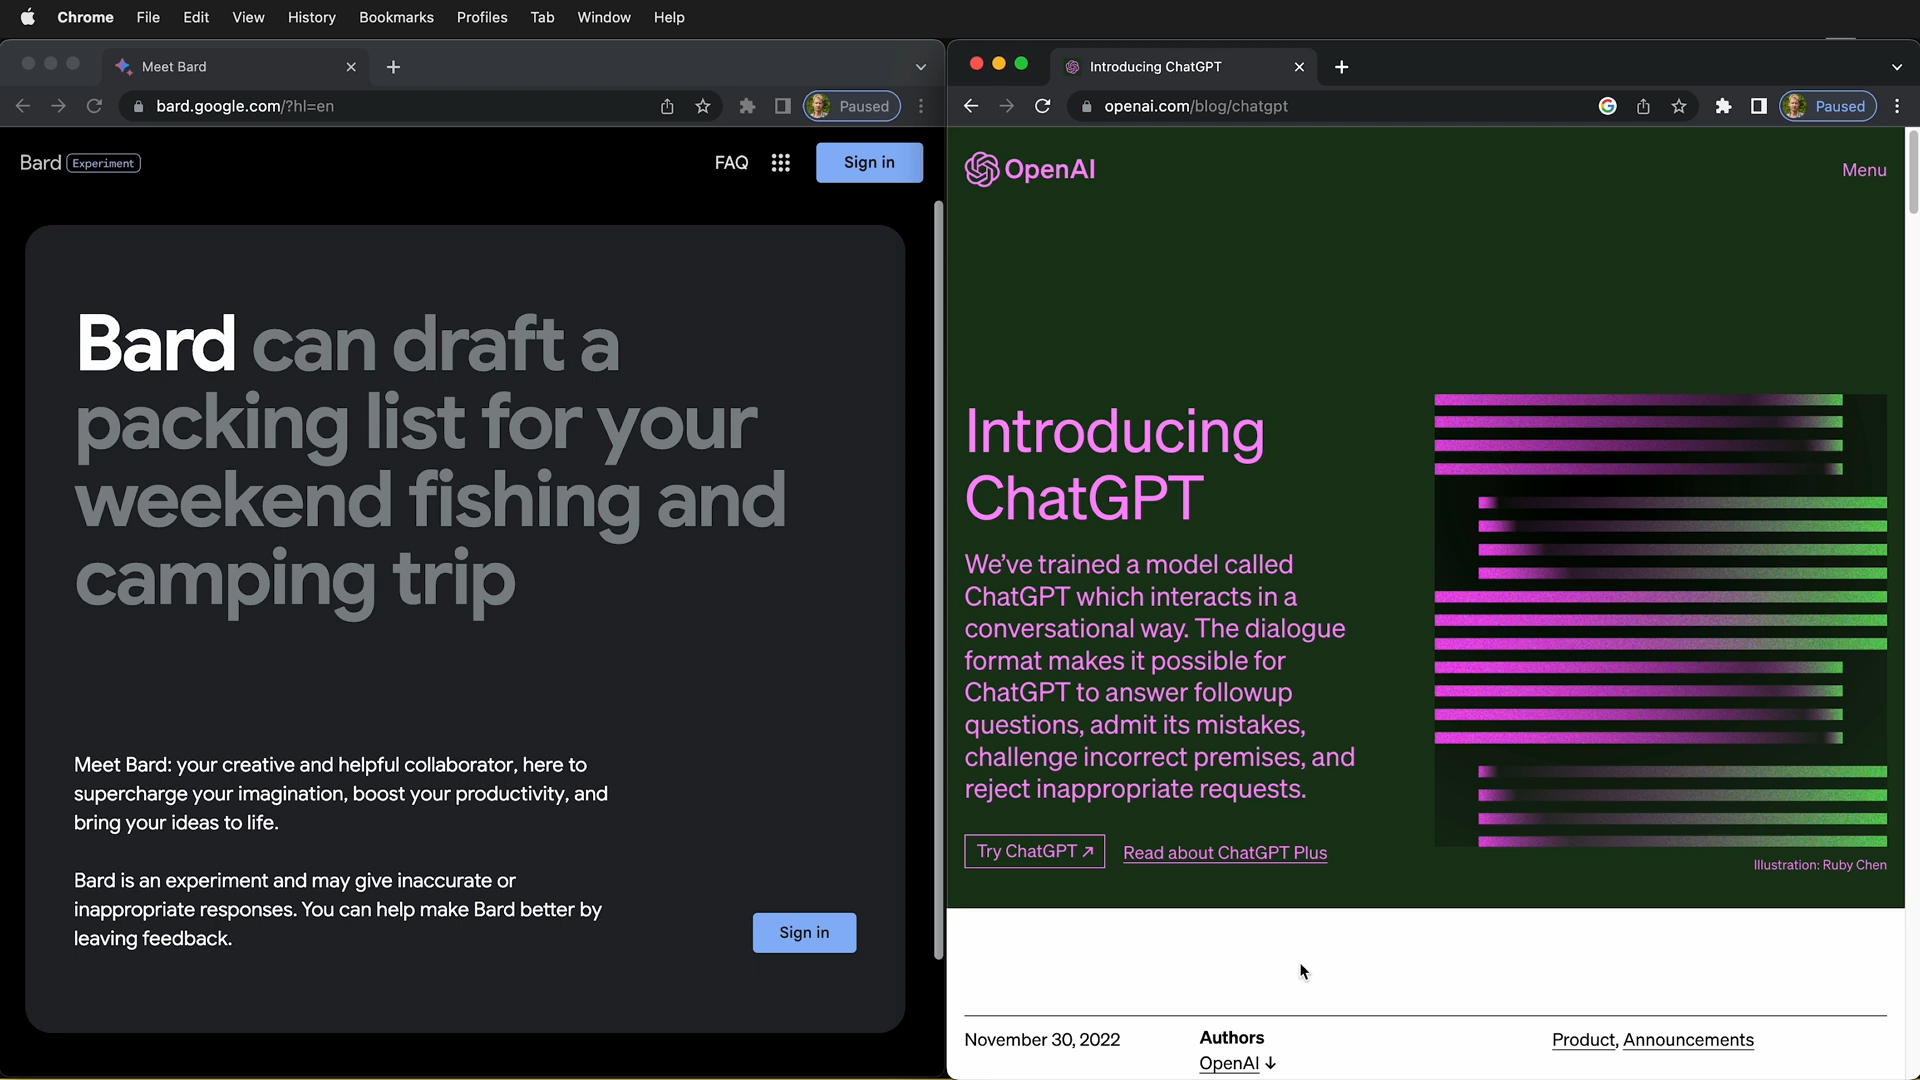 Chrome File Edit View History Bookmarks Profiles Tab Window Help
Meet Bard
bard.google.com/?hl=en
Paused
Bard Experiment
FAQ
Sign in
Bard can draft a
packing list for your
weekend fishing and
camping trip
Meet Bard: your creative and helpful collaborator, here to
supercharge your imagination, boost your productivity, and
bring your ideas to life.
Bard is an experiment and may give inaccurate or
inappropriate responses. You can help make Bard better by
leaving feedback.
Sign in
Introducing ChatGPT
openai.com/blog/chatgpt
Paused
OpenAI
Menu
Introducing
ChatGPT
We’ve trained a model called
ChatGPT which interacts in a
conversational way. The dialogue
format makes it possible for
ChatGPT to answer followup
questions, admit its mistakes,
challenge incorrect premises, and
reject inappropriate requests.
Try ChatGPT ↗
Read about ChatGPT Plus
Illustration: Ruby Chen
November 30, 2022
Authors
OpenAI ↓
Product, Announcements